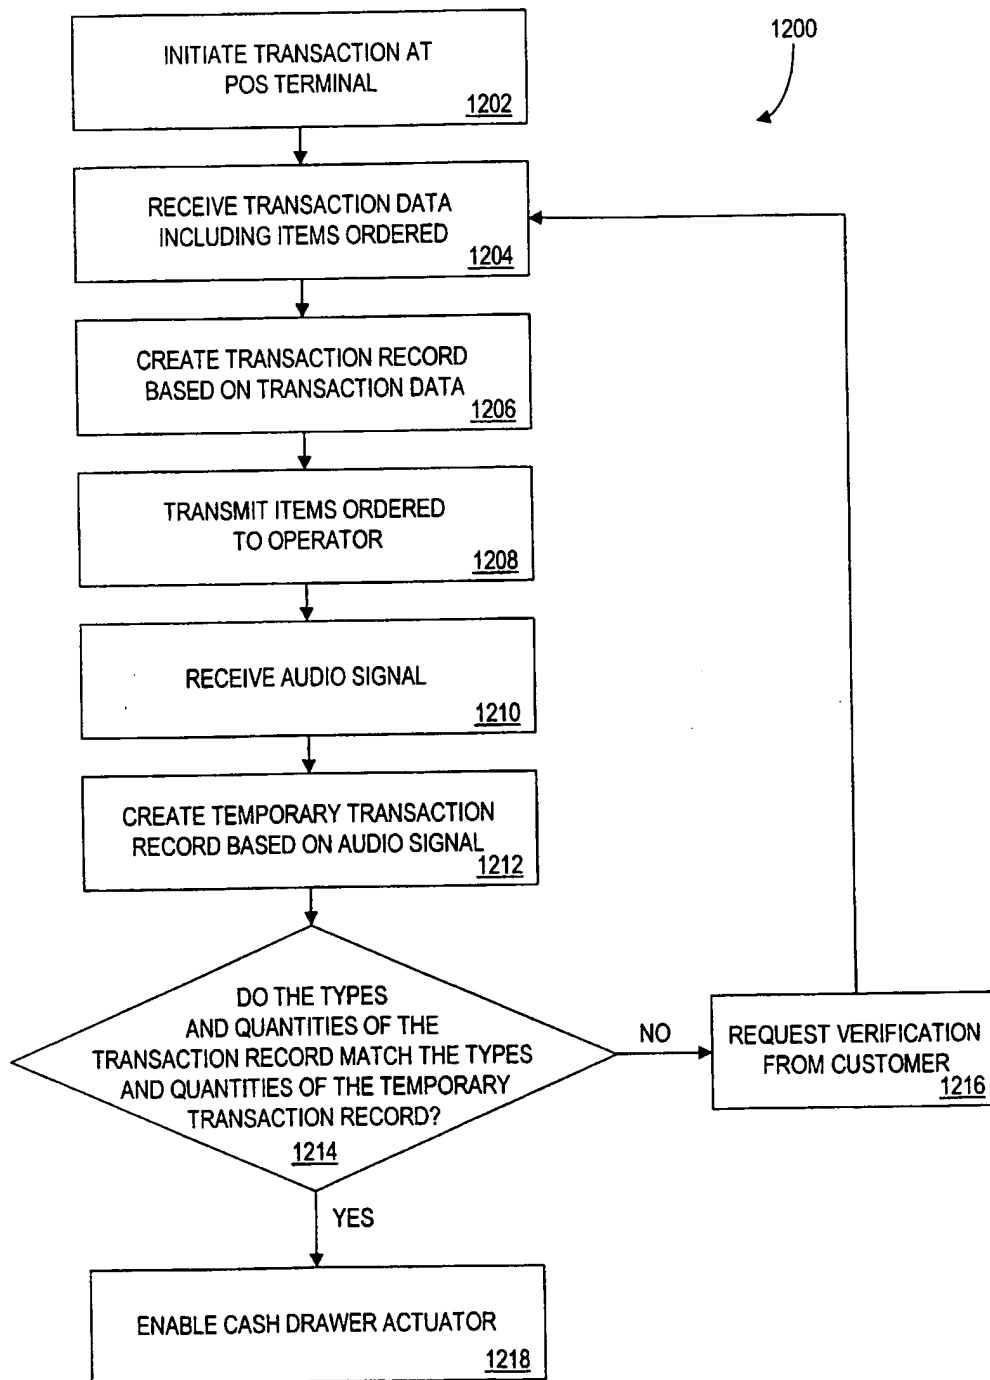 1200
INITIATE TRANSACTION AT
POS TERMINAL
1202
RECEIVE TRANSACTION DATA
INCLUDING ITEMS ORDERED
1204
CREATE TRANSACTION RECORD
BASED ON TRANSACTION DATA
1206
TRANSMIT ITEMS ORDERED
TO OPERATOR
1208
RECEIVE AUDIO SIGNAL
1210
CREATE TEMPORARY TRANSACTION
RECORD BASED ON AUDIO SIGNAL
1212
DO THE TYPES
AND QUANTITIES OF THE
TRANSACTION RECORD MATCH THE TYPES
AND QUANTITIES OF THE TEMPORARY
TRANSACTION RECORD?
1214
NO
REQUEST VERIFICATION
FROM CUSTOMER
1216
YES
ENABLE CASH DRAWER ACTUATOR
1218